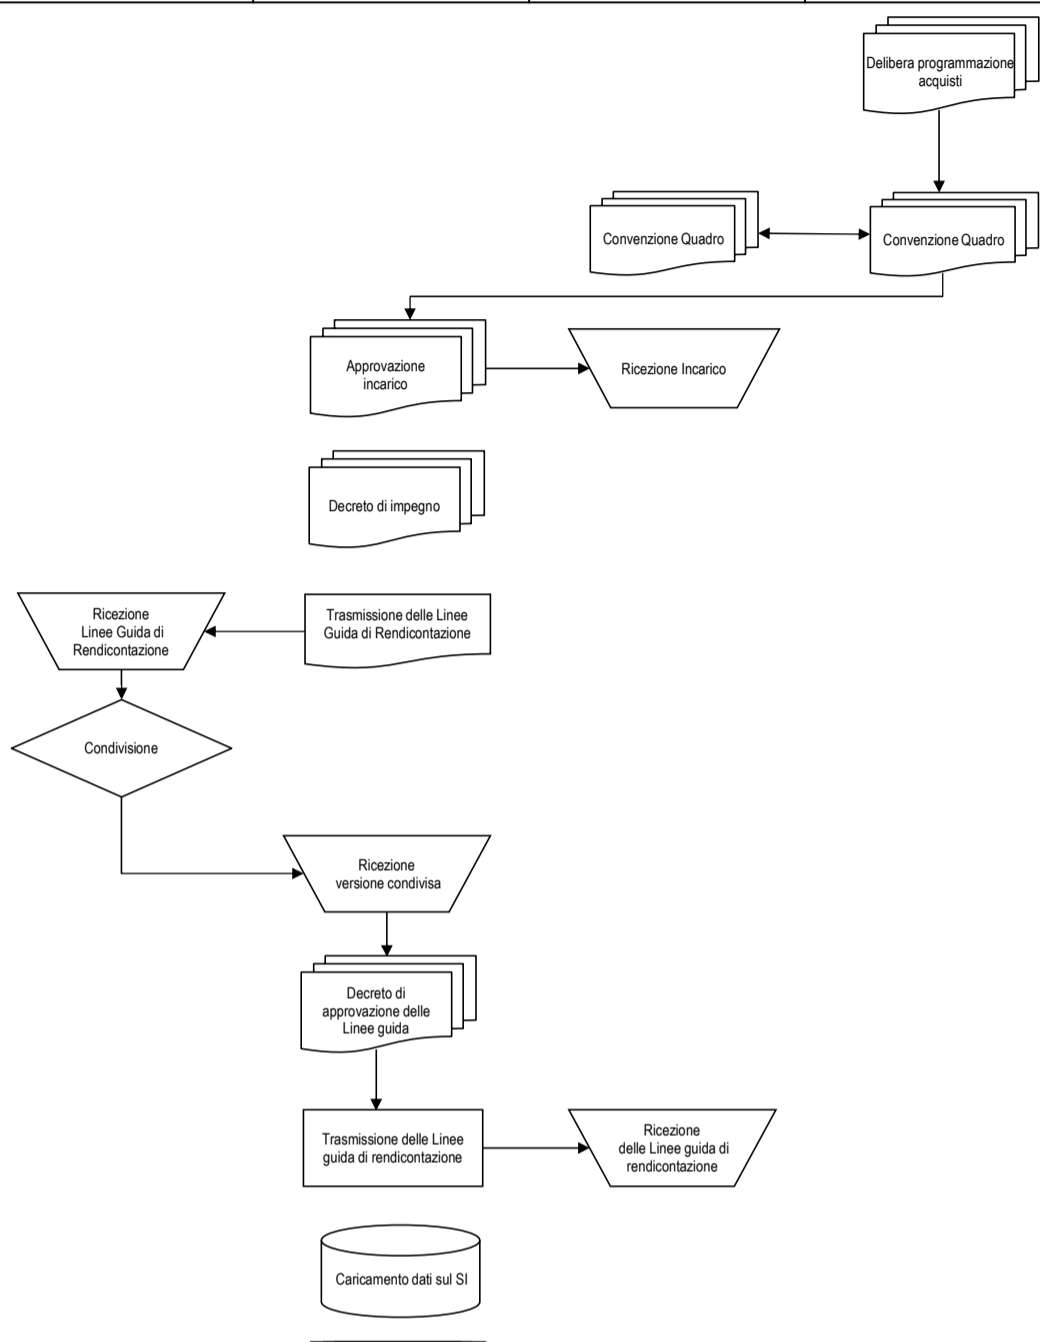 Delibera programmazione
acquisti
Convenzione Quadro
Convenzione Quadro
Approvazione
incarico
Ricezione Incarico
Decreto di impegno
Ricezione
Linee Guida di
Rendicontazione
Trasmissione delle Linee
Guida di Rendicontazione
Condivisione
Ricezione
versione condivisa
Decreto di
approvazione delle
Linee guida
Trasmissione delle Linee
guida di rendicontazione
Ricezione
delle Linee guida di
rendicontazione
Caricamento dati sul SI